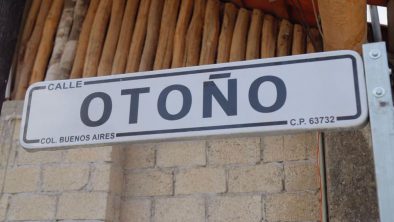 CALLE
OTOÑO
COL. BUENOS AIRES
C.P. 63732